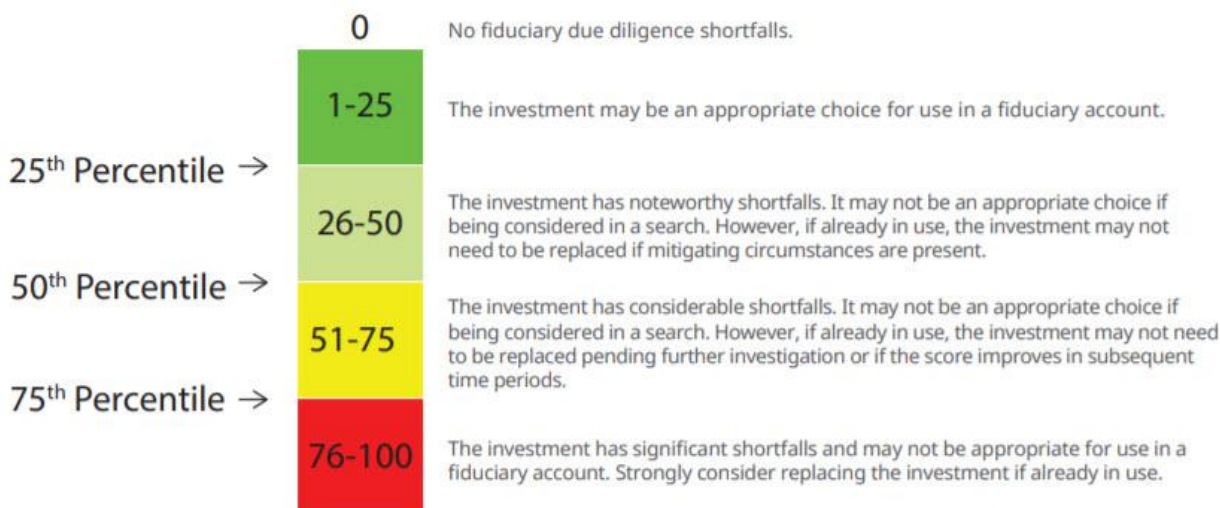 0
No fiduciary due diligence shortfalls.
1-25
The investment may be an appropriate choice for use in a fiduciary account.
25th Percentile →
26-50
The investment has noteworthy shortfalls. It may not be an appropriate choice if
being considered in a search. However, if already in use, the investment may not
need to be replaced if mitigating circumstances are present.
50th Percentile →
51-75
The investment has considerable shortfalls. It may not be an appropriate choice if
being considered in a search. However, if already in use, the investment may not need
to be replaced pending further investigation or if the score improves in subsequent
time periods.
75th Percentile →
76-100
The investment has significant shortfalls and may not be appropriate for use in a
fiduciary account. Strongly consider replacing the investment if already in use.